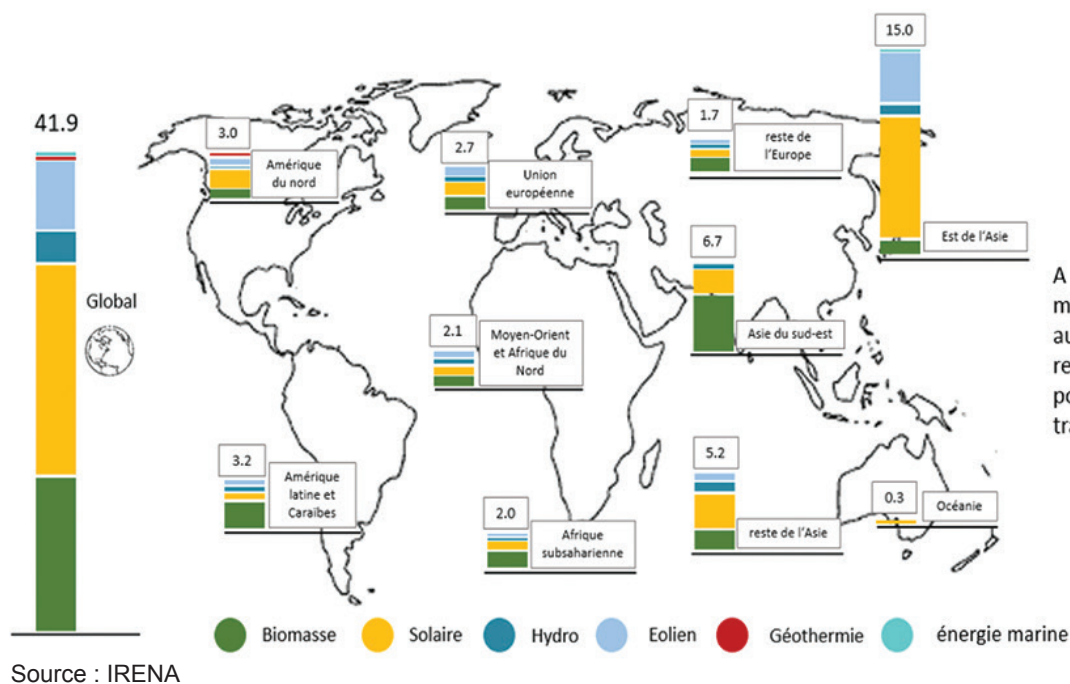 15.0
41.9
3.0
Amérique
du nord
2.7
Union
européenne
1.7
reste de
l'Europe
Est de l'Asie
Global
2.1
Moyen-Orient
et Afrique du
Nord
6.7
Asie du sud-est
A
m
au
re
po
tra
3.2
Amérique
latine et
Caraïbes
2.0
Afrique
subsaharienne
5.2
reste de l'Asie
0.3
Océanie
Biomasse Solaire Hydro Eolien Géothermie énergie marine
Source : IRENA